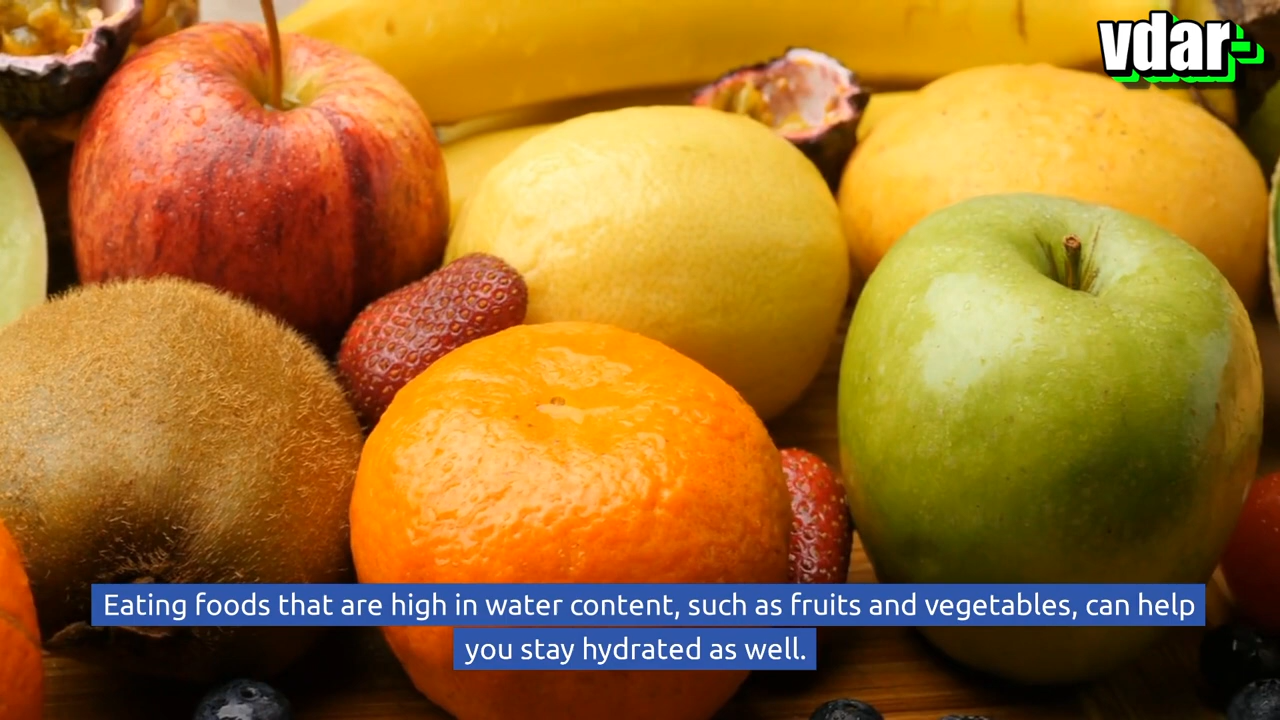 vdar
Eating foods that are high in water content, such as fruits and vegetables, can help
you stay hydrated as well.